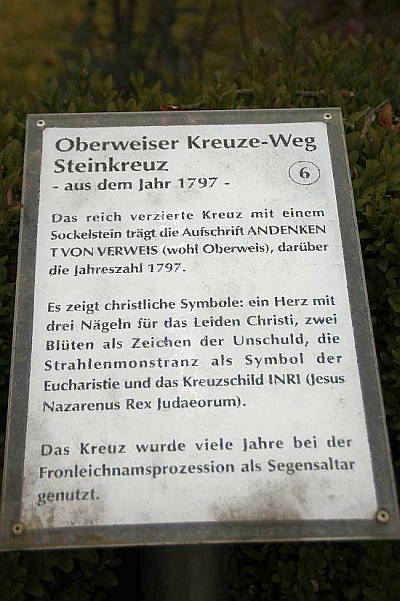 Oberweiser Kreuze-Weg
Steinkreuz
- aus dem Jahr 1797 -
6
Das reich verzierte Kreuz mit einem
Sockelstein trägt die Aufschrift ANDENKEN
T VON VERWEIS (wohl Oberweis), darüber
die Jahreszahl 1797.
Es zeigt christliche Symbole: ein Herz mit
drei Nägeln für das Leiden Christi, zwei
Blüten als Zeichen der Unschuld, die
Strahlenmonstranz als Symbol der
Eucharistie und das Kreuzschild INRI (Jesus
Nazarenus Rex Judaeorum).
Das Kreuz wurde viele Jahre bei der
Fronleichnamsprozession als Segensaltar
genutzt.